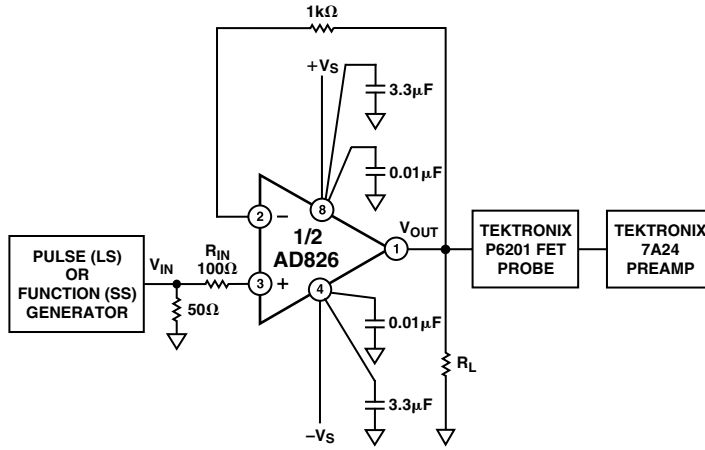 1kΩ
+VS
3.3µF
0.01µF
2
−
8
1/2
AD826
VOUT
1
TEKTRONIX
P6201 FET
PROBE
TEKTRONIX
7A24
PREAMP
PULSE (LS)
OR
FUNCTION (SS)
GENERATOR
VIN
RIN
100Ω
3
+
50Ω
4
0.01µF
3.3µF
−VS
RL